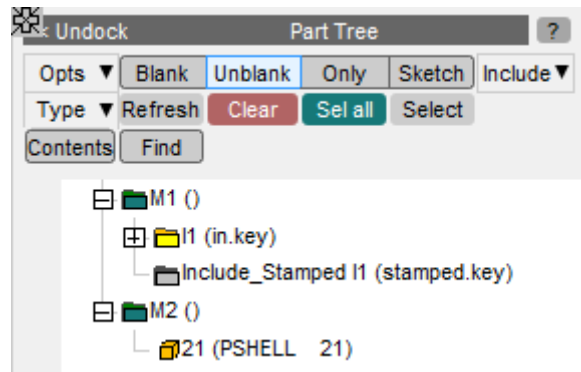 < Undock Part Tree ?
Opts ▼ Blank Unblank Only Sketch Include▼
Type ▼ Refresh Clear Sel all Select
Contents Find
M1 ()
I1 (in.key)
Include_Stamped I1 (stamped.key)
M2 ()
21 (PSHELL 21)